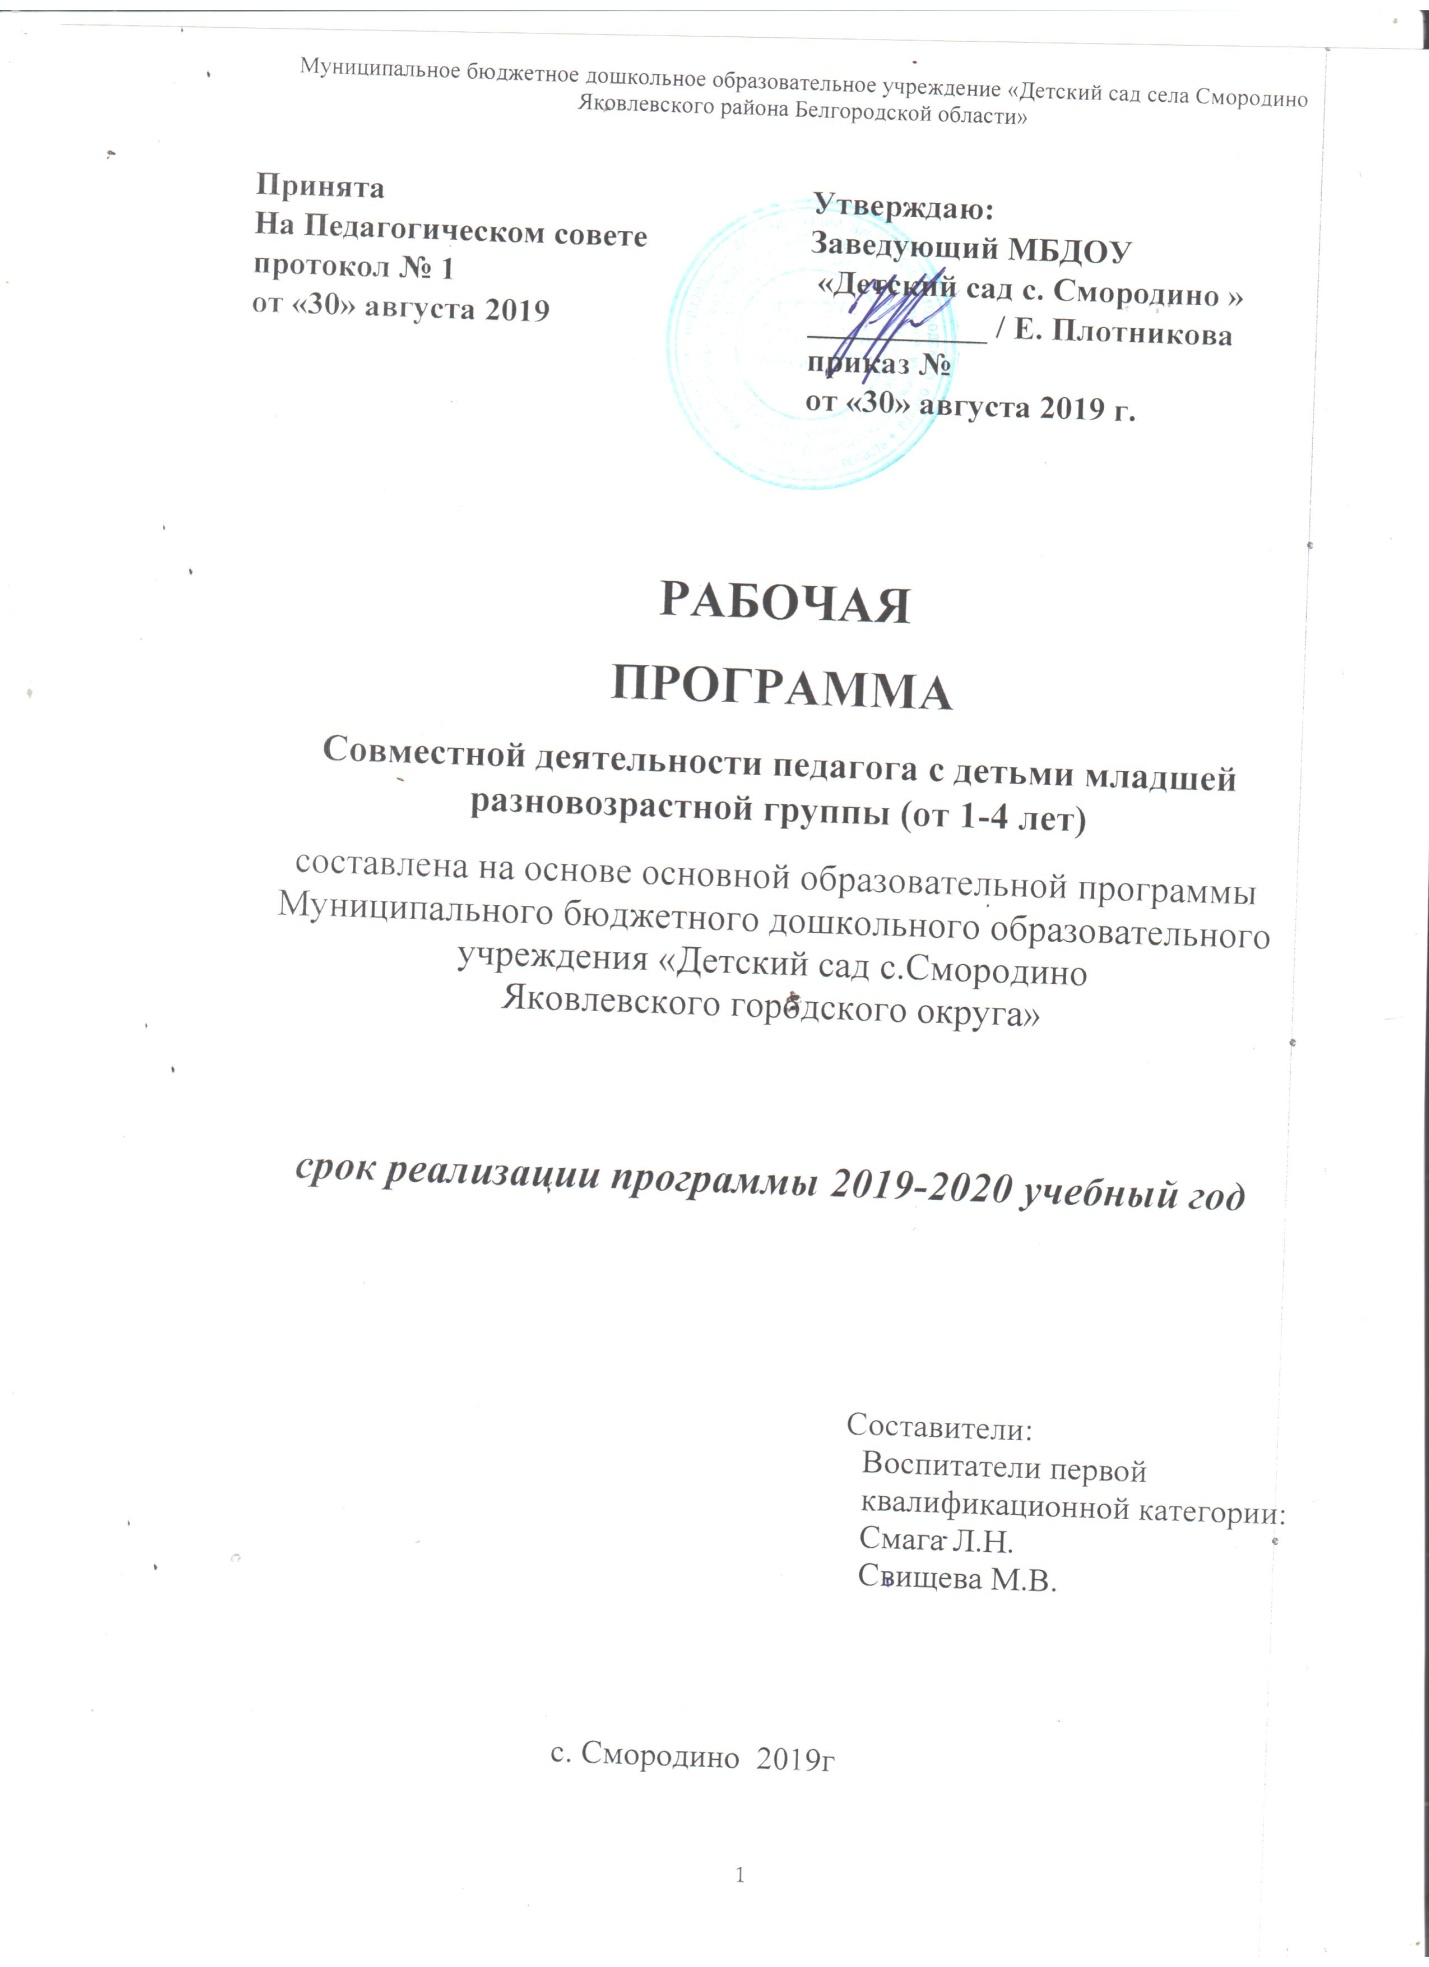 Муниципальное бюджетное дошкольное образовательное учреждение «Детский сад села Смородино
Яковлевского района Белгородской области»
Принята
На Педагогическом совете
протокол № 1
от «30» августа 2019
Утверждаю:
Заведующий МБДОУ
«Детский сад с. Смородино »
____________ / Е. Плотникова
приказ №
от «30» августа 2019 г.
РАБОЧАЯ
ПРОГРАММА
Совместной деятельности педагога с детьми младшей
разновозрастной группы (от 1-4 лет)
составлена на основе основной образовательной программы
Муниципального бюджетного дошкольного образовательного
учреждения «Детский сад с.Смородино
Яковлевского городского округа»
срок реализации программы 2019-2020 учебный год
Составители:
Воспитатели первой
квалификационной категории:
Смага Л.Н.
Свищева М.В.
с. Смородино 2019г
1